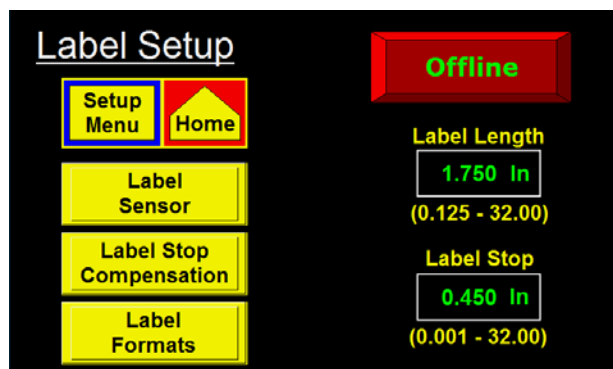 Label Setup
Offline
Setup
Menu
Home
Label
Sensor
Label Stop
Compensation
Label
Formats
Label Length
1.750 In
(0.125 - 32.00)
Label Stop
0.450 In
(0.001 - 32.00)